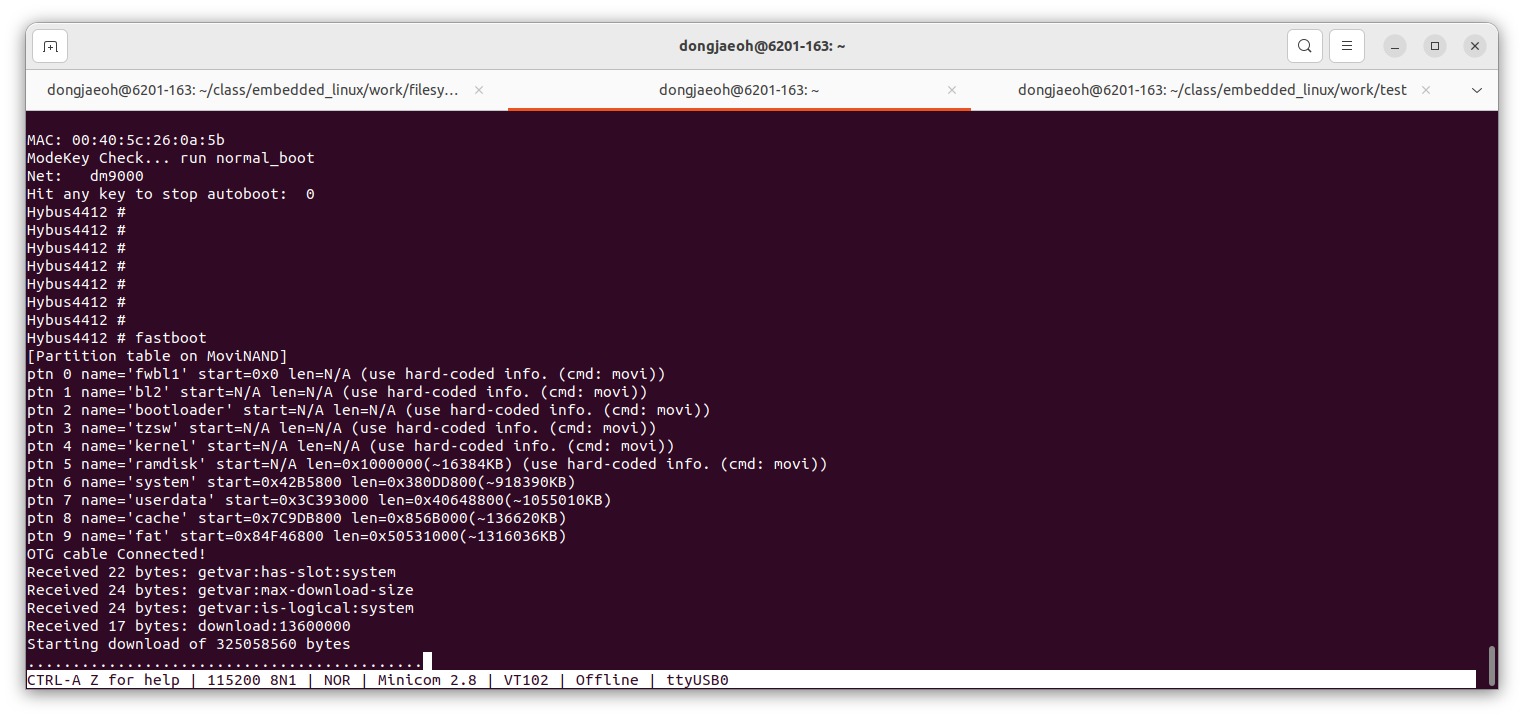 dongjaeoh@6201-163: ~
dongjaeoh@6201-163: ~/class/embedded_linux/work/filesy...
dongjaeoh@6201-163: ~
dongjaeoh@6201-163: ~/class/embedded_linux/work/test
MAC: 00:40:5c:26:0a:5b
ModeKey Check... run normal_boot
Net:   dm9000
Hit any key to stop autoboot:  0
Hybus4412 #
Hybus4412 #
Hybus4412 #
Hybus4412 #
Hybus4412 #
Hybus4412 #
Hybus4412 #
Hybus4412 # fastboot
[Partition table on MoviNAND]
ptn 0 name='fwbl1' start=0x0 len=N/A (use hard-coded info. (cmd: movi))
ptn 1 name='bl2' start=N/A len=N/A (use hard-coded info. (cmd: movi))
ptn 2 name='bootloader' start=N/A len=N/A (use hard-coded info. (cmd: movi))
ptn 3 name='tzsw' start=N/A len=N/A (use hard-coded info. (cmd: movi))
ptn 4 name='kernel' start=N/A len=N/A (use hard-coded info. (cmd: movi))
ptn 5 name='ramdisk' start=N/A len=0x1000000(~16384KB) (use hard-coded info. (cmd: movi))
ptn 6 name='system' start=0x42B5800 len=0x380DD800(~918390KB)
ptn 7 name='userdata' start=0x3C393000 len=0x40648800(~1055010KB)
ptn 8 name='cache' start=0x7C9DB800 len=0x856B000(~136620KB)
ptn 9 name='fat' start=0x84F46800 len=0x50531000(~1316036KB)
OTG cable Connected!
Received 22 bytes: getvar:has-slot:system
Received 24 bytes: getvar:max-download-size
Received 24 bytes: getvar:is-logical:system
Received 17 bytes: download:13600000
Starting download of 325058560 bytes
............................................
CTRL-A Z for help | 115200 8N1 | NOR | Minicom 2.8 | VT102 | Offline | ttyUSB0